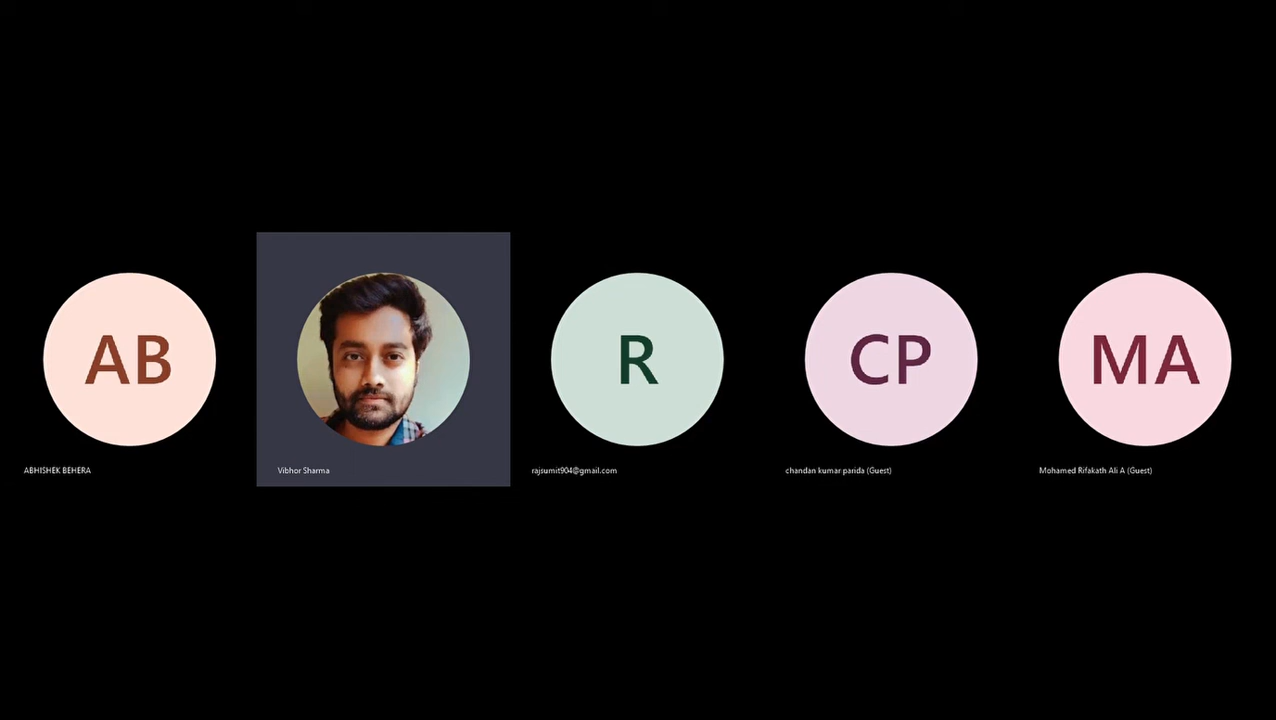 AB
R
CP
MA
ABHISHEK BEHERA
Vibhor Sharma
rajsumit904@gmail.com
chandan kumar parida (Guest)
Mohamed Rifakath Ali A (Guest)